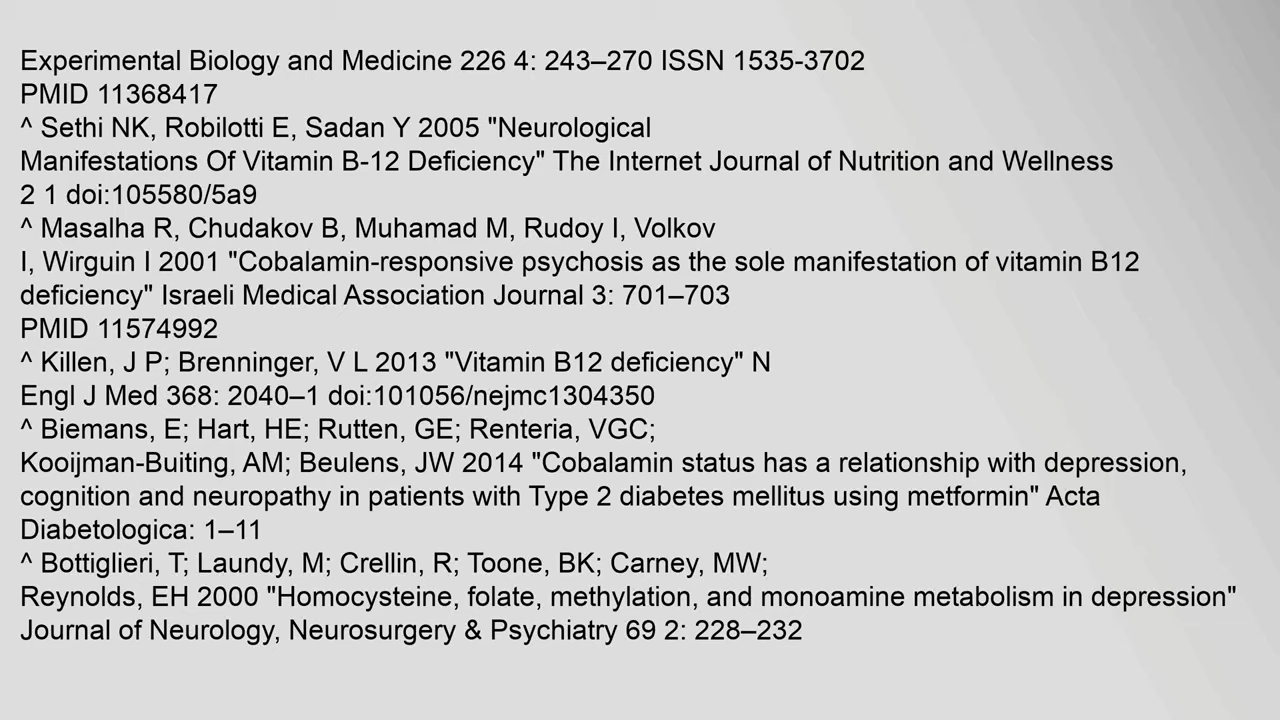 Experimental Biology and Medicine 226 4: 243–270 ISSN 1535-3702
PMID 11368417
^ Sethi NK, Robilotti E, Sadan Y 2005 "Neurological
Manifestations Of Vitamin B-12 Deficiency" The Internet Journal of Nutrition and Wellness
2 1 doi:105580/5a9
^ Masalha R, Chudakov B, Muhamad M, Rudoy I, Volkov
I, Wirguin I 2001 "Cobalamin-responsive psychosis as the sole manifestation of vitamin B12
deficiency" Israeli Medical Association Journal 3: 701–703
PMID 11574992
^ Killen, J P; Brenninger, V L 2013 "Vitamin B12 deficiency" N
Engl J Med 368: 2040–1 doi:101056/nejmc1304350
^ Biemans, E; Hart, HE; Rutten, GE; Renteria, VGC;
Kooijman-Buiting, AM; Beulens, JW 2014 "Cobalamin status has a relationship with depression,
cognition and neuropathy in patients with Type 2 diabetes mellitus using metformin" Acta
Diabetologica: 1–11
^ Bottiglieri, T; Laundy, M; Crellin, R; Toone, BK; Carney, MW;
Reynolds, EH 2000 "Homocysteine, folate, methylation, and monoamine metabolism in depression"
Journal of Neurology, Neurosurgery & Psychiatry 69 2: 228–232